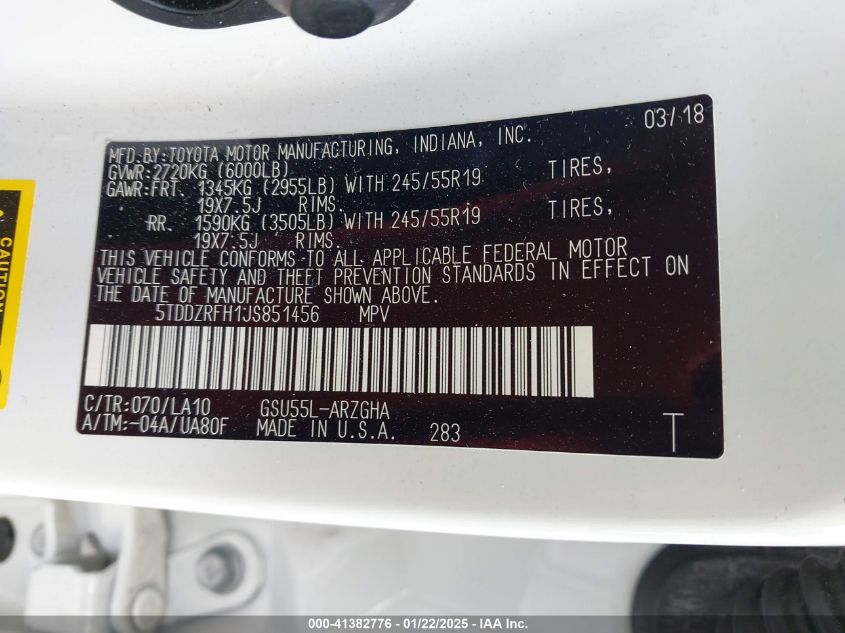 03/18
MFD.BY:TOYOTA MOTOR MANUFACTURING, INDIANA, INC.
GVWR:2720KG (6000LB)
GAWR:FRT. 1345KG (2955LB) WITH 245/55R19 TIRES,
19X7.5J RIMS.
RR. 1590KG (3505LB) WITH 245/55R19 TIRES,
19X7.5J RIMS.
THIS VEHICLE CONFORMS TO ALL APPLICABLE FEDERAL MOTOR
VEHICLE SAFETY AND THEFT PREVENTION STANDARDS IN EFFECT ON
THE DATE OF MANUFACTURE SHOWN ABOVE.
5TDDZRFH1JS851456 MPV
C/TR:070/LA10 GSU55L-ARZGHA
A/TM:-04A/UA80F MADE IN U.S.A. 283 T
CAUTION
000-41382776 - 01/22/2025 - IAA Inc.